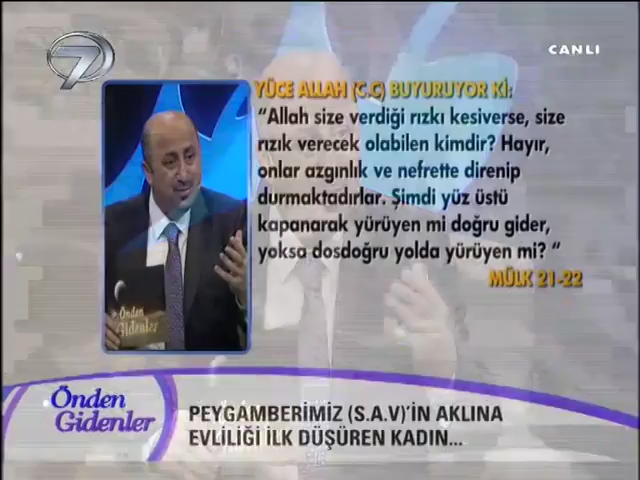 7
CANLI
YÜCE ALLAH (C.C) BUYURUYOR Kİ:
“Allah size verdiği rızkı kesiverse, size
rızık verecek olabilen kimdir? Hayır,
onlar azgınlık ve nefrette direnip
durmaktadırlar. Şimdi yüz üstü
kapanarak yürüyen mi doğru gider,
yoksa dosdoğru yolda yürüyen mi? “
MÜLK 21-22
Önden
Gidenler
Önden
Gidenler
PEYGAMBERİMİZ (S.A.V)'İN AKLINA
EVLİLİĞİ İLK DÜŞÜREN KADIN...